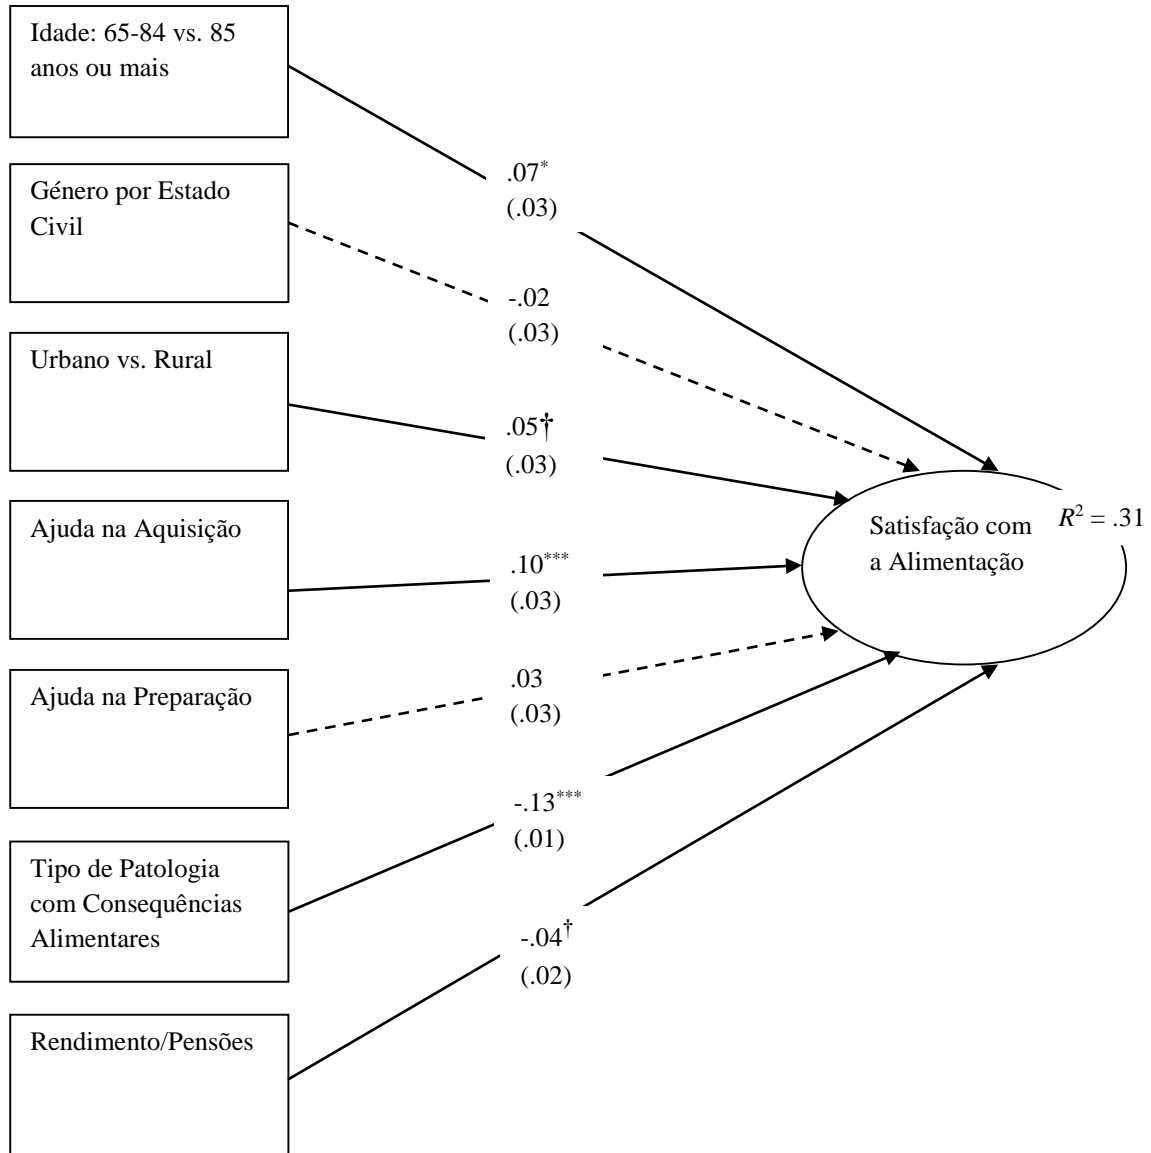 Idade: 65-84 vs. 85
anos ou mais
.07*
(.03)
Género por Estado
Civil
-.02
(.03)
Urbano vs. Rural
.05†
(.03)
Ajuda na Aquisição
.10***
(.03)
Satisfação com
a Alimentação
R² = .31
Ajuda na Preparação
.03
(.03)
Tipo de Patologia
com Consequências
Alimentares
-.13***
(.01)
Rendimento/Pensões
-.04†
(.02)